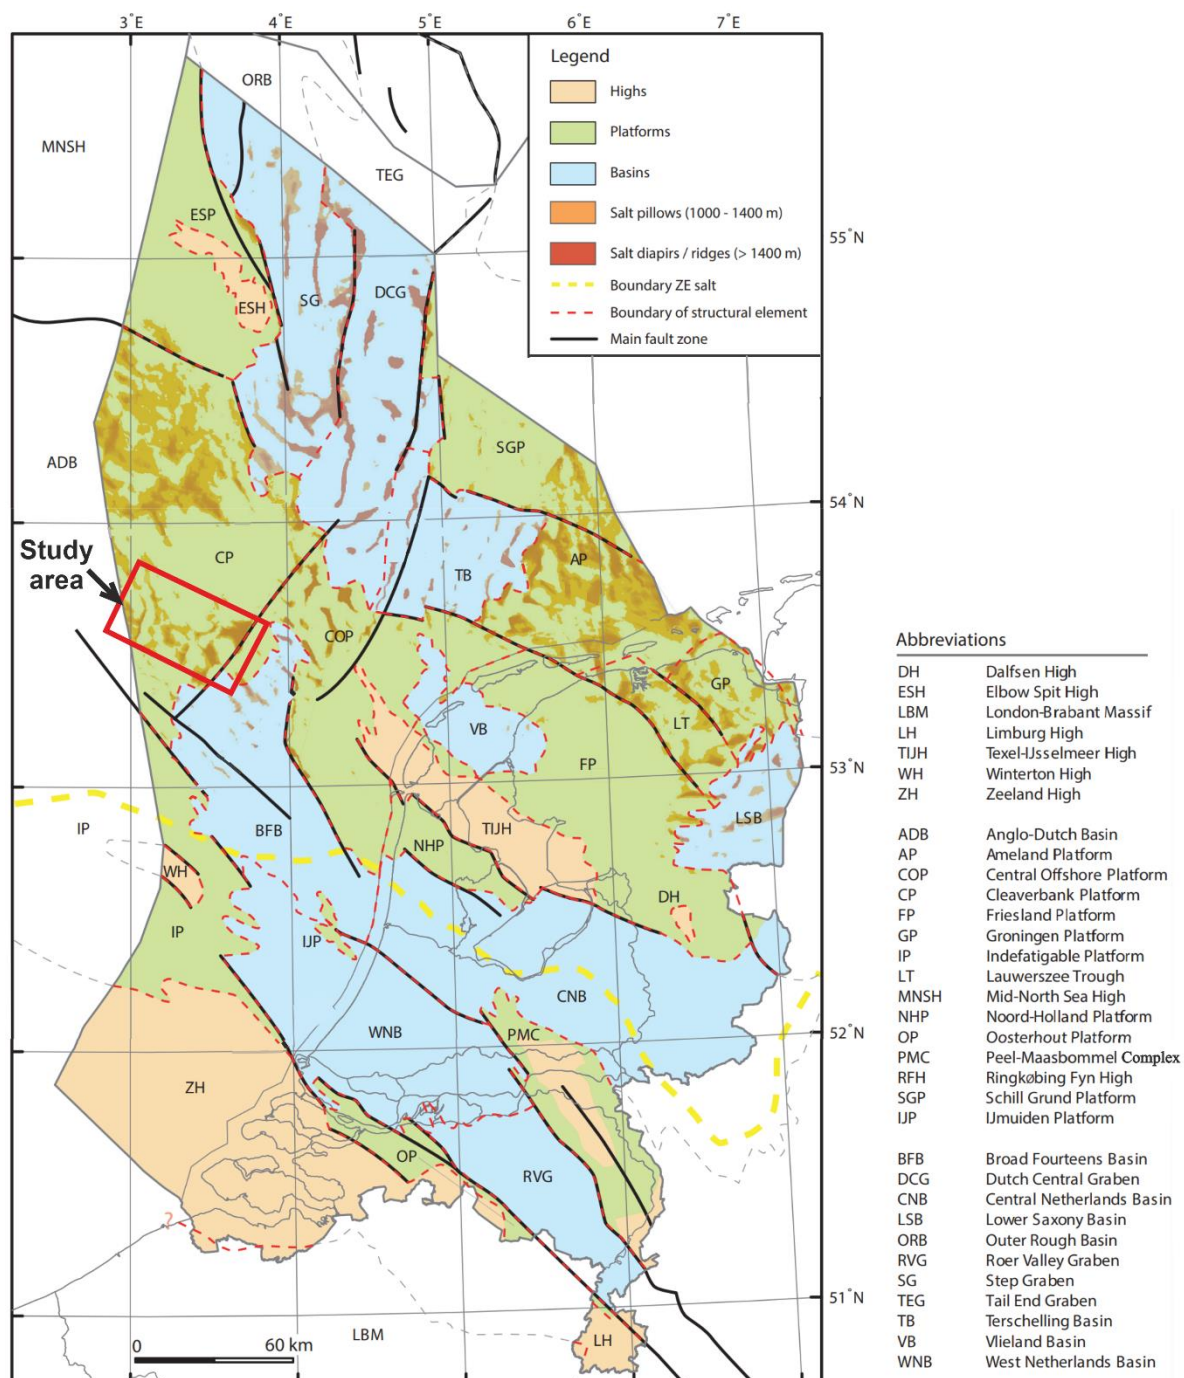 3°E 4°E 5°E 6°E 7°E
Legend
Highs
Platforms
Basins
Salt pillows (1000 - 1400 m)
Salt diapirs / ridges (> 1400 m)
Boundary ZE salt
Boundary of structural element
Main fault zone
ORB
MNSH
TEG
ESP
55°N
ESH
SG
DCG
SGP
ADB
54°N
Study
area
CP
AP
TB
COP
GP
LT
VB
FP
53°N
LSB
IP
BFB
TIJH
NHP
WH
DH
IP
IJP
CNB
WNB
PMC
52°N
ZH
OP
RVG
?
51°N
LBM
LH
0 60 km
Abbreviations
DH Dalfsen High
ESH Elbow Spit High
LBM London-Brabant Massif
LH Limburg High
TIJH Texel-IJsselmeer High
WH Winterton High
ZH Zeeland High
ADB Anglo-Dutch Basin
AP Ameland Platform
COP Central Offshore Platform
CP Cleaverbank Platform
FP Friesland Platform
GP Groningen Platform
IP Indefatigable Platform
LT Lauwerszee Trough
MNSH Mid-North Sea High
NHP Noord-Holland Platform
OP Oosterhout Platform
PMC Peel-Maasbommel Complex
RFH Ringkøbing Fyn High
SGP Schill Grund Platform
IJP IJmuiden Platform
BFB Broad Fourteens Basin
DCG Dutch Central Graben
CNB Central Netherlands Basin
LSB Lower Saxony Basin
ORB Outer Rough Basin
RVG Roer Valley Graben
SG Step Graben
TEG Tail End Graben
TB Terschelling Basin
VB Vlieland Basin
WNB West Netherlands Basin